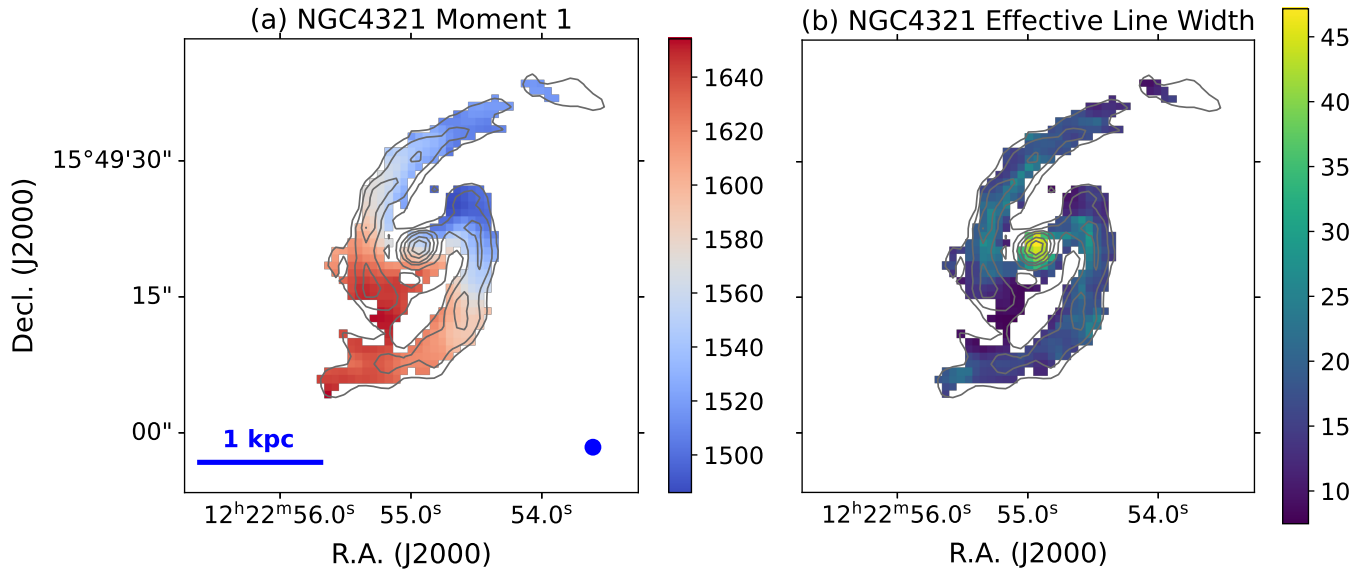 (a) NGC4321 Moment 1
Decl. (J2000)
15°49'30"
15"
00"
1 kpc
12ʰ22ᵐ56.0ˢ
55.0ˢ
54.0ˢ
R.A. (J2000)
1640
1620
1600
1580
1560
1540
1520
1500
(b) NGC4321 Effective Line Width
12ʰ22ᵐ56.0ˢ
55.0ˢ
54.0ˢ
R.A. (J2000)
45
40
35
30
25
20
15
10